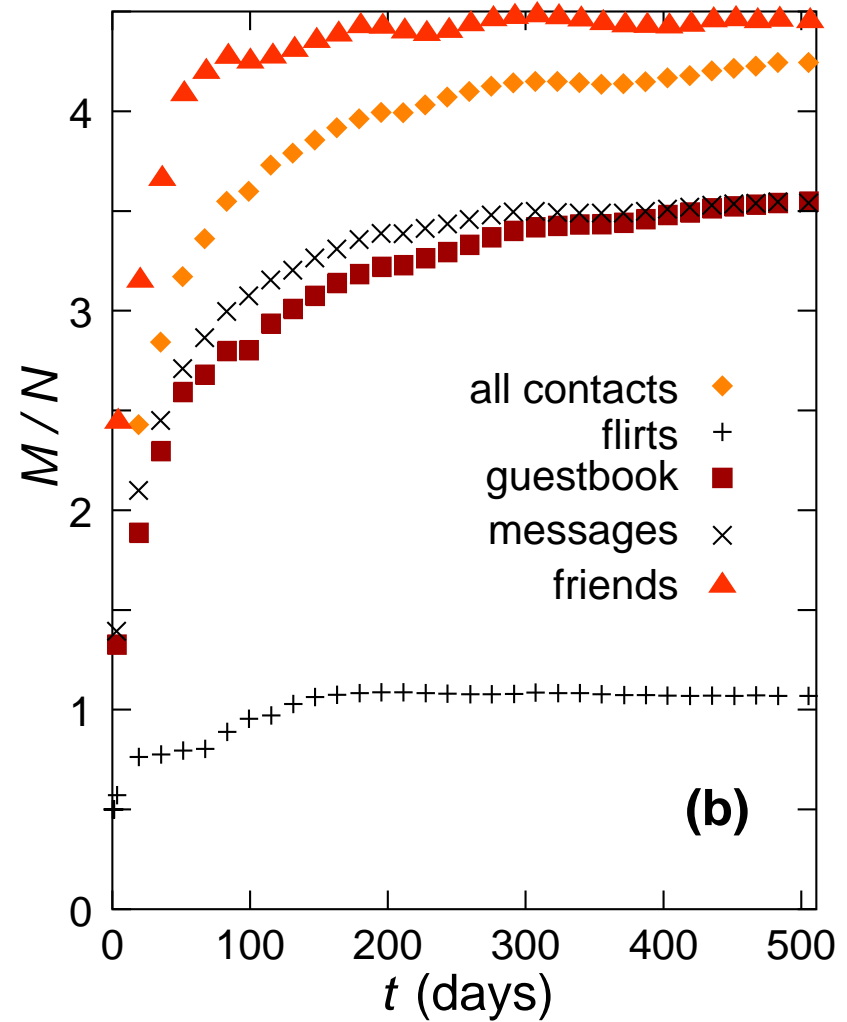 4
3
2
1
0
M / N
all contacts
flirts
guestbook
messages
friends
(b)
0 100 200 300 400 500
t (days)